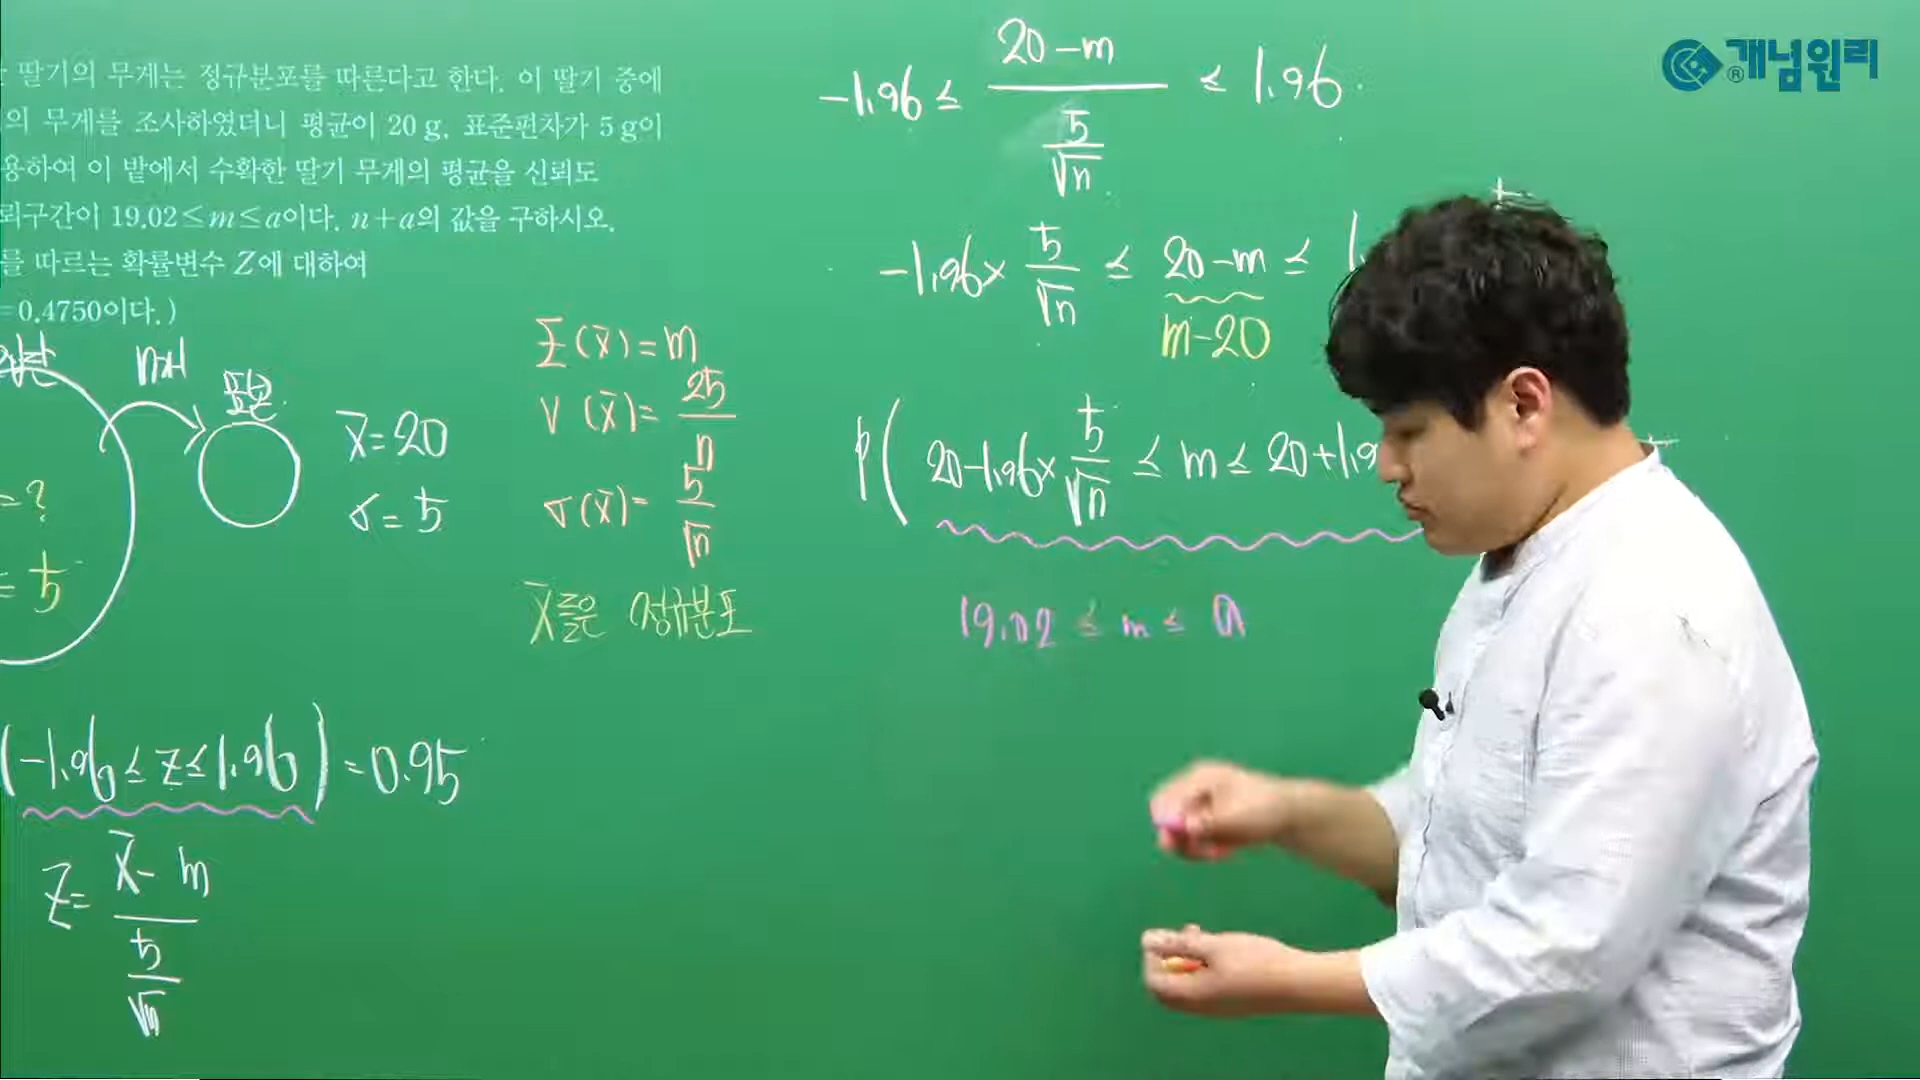 딸기의 무게는 정규분포를 따른다고 한다. 이 딸기 중에
의 무게를 조사하였더니 평균이 20 g, 표준편차가 5 g이
용하여 이 밭에서 수확한 딸기 무게의 평균을 신뢰도
뢰구간이 19.02≤m≤a이다. n+a의 값을 구하시오.
를 따르는 확률변수 Z에 대하여
=0.4750이다.)
n개
표본
=?
=5
x̄=20
σ=5
E(x̄)=m
V(x̄)=25/n
σ(x̄)=5/√n
x̄들은 정규분포
(-1.96≤z≤1.96)=0.95
Z=(x̄-m)/(5/√n)
-1.96≤(20-m)/(5/√n)≤1.96
-1.96×5/√n≤20-m≤1.
m-20
P(20-1.96×5/√n≤m≤20+1.9
19.02≤m≤a
개념원리®